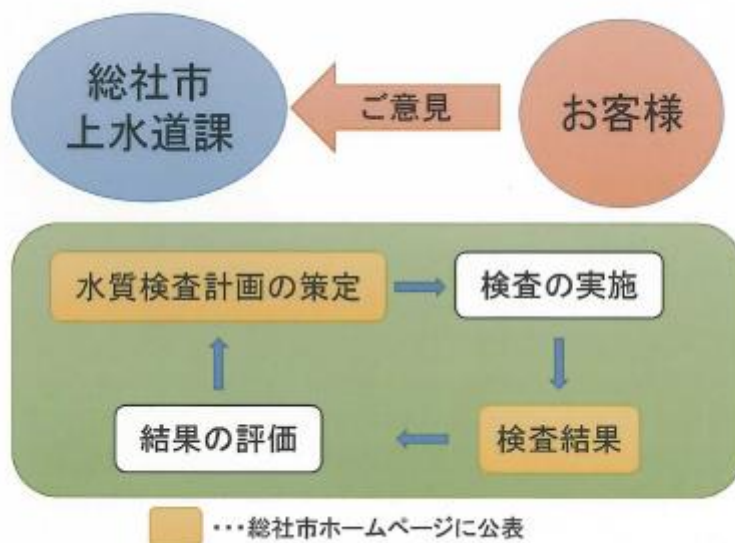 総社市
上水道課
ご意見
お客様
水質検査計画の策定
検査の実施
結果の評価
検査結果
・・・総社市ホームページに公表